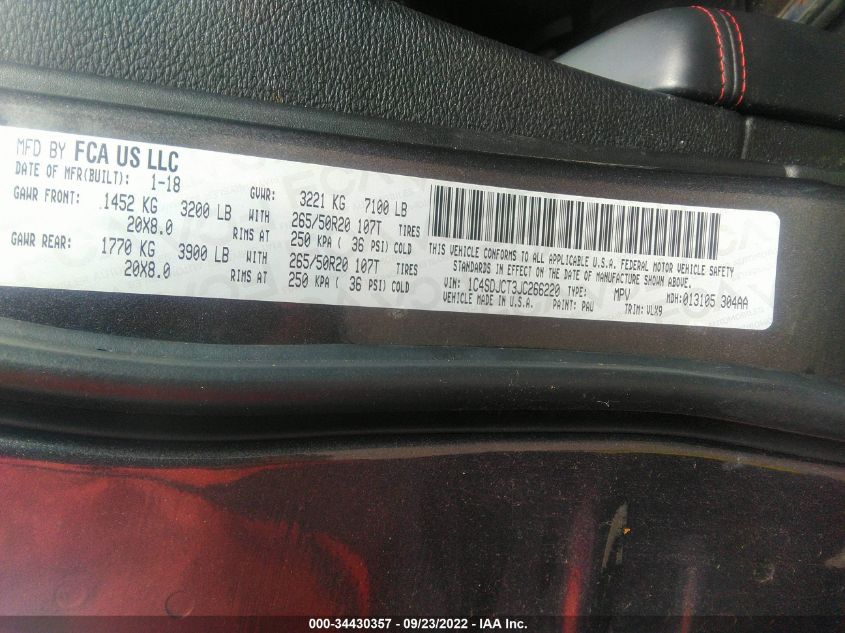 MFD BY FCA US LLC
DATE OF MFR(BUILT): 1-18 GVWR: 3221 KG 7100 LB
GAWR FRONT: 1452 KG 3200 LB WITH 265/50R20 107T TIRES
20X8.0 RIMS AT 250 KPA ( 36 PSI) COLD
GAWR REAR: 1770 KG 3900 LB WITH 265/50R20 107T TIRES
20X8.0 RIMS AT 250 KPA ( 36 PSI) COLD
THIS VEHICLE CONFORMS TO ALL APPLICABLE U.S.A. FEDERAL MOTOR VEHICLE SAFETY
STANDARDS IN EFFECT ON THE DATE OF MANUFACTURE SHOWN ABOVE.
VIN: 1C4SDJCT3JC266220 TYPE: MPV MDH:013105 304AA
VEHICLE MADE IN U.S.A. PAINT: PAU TRIM: VLX9
000-34430357 - 09/23/2022 - IAA Inc.